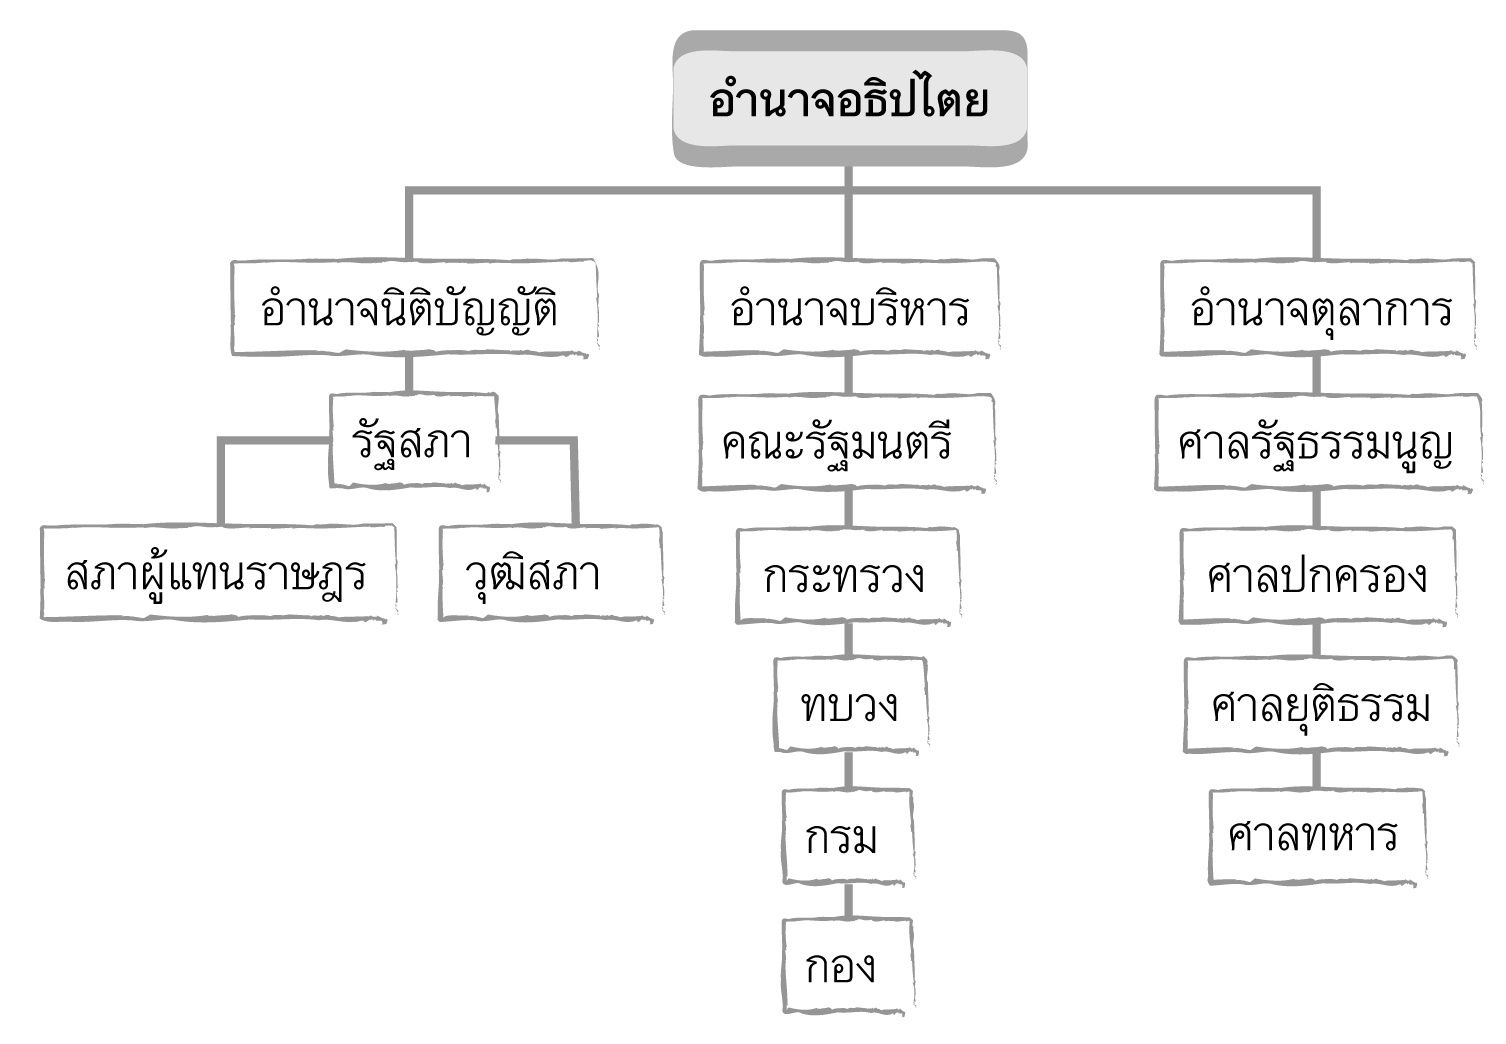 อำนาจอธิปไตย
อำนาจนิติบัญญัติ
รัฐสภา
สภาผู้แทนราษฎร
วุฒิสภา
อำนาจบริหาร
คณะรัฐมนตรี
กระทรวง
ทบวง
กรม
กอง
อำนาจตุลาการ
ศาลรัฐธรรมนูญ
ศาลปกครอง
ศาลยุติธรรม
ศาลทหาร